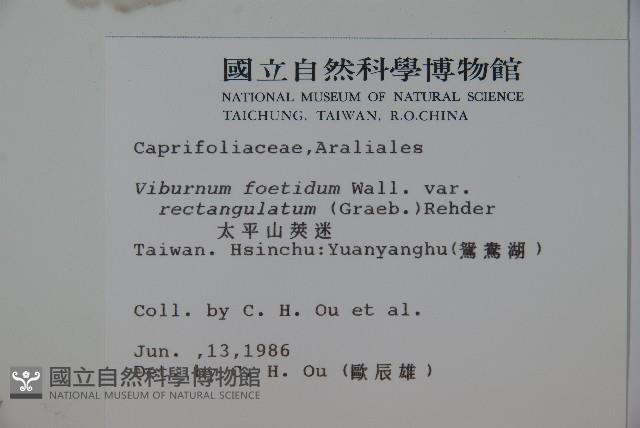 國立自然科學博物館
NATIONAL MUSEUM OF NATURAL SCIENCE
TAICHUNG, TAIWAN, R.O.CHINA
Caprifoliaceae,Araliales
Viburnum foetidum Wall. var.
rectangulatum (Graeb.)Rehder
太平山莢迷
Taiwan. Hsinchu:Yuanyanghu(鴛鴦湖)
Coll. by C. H. Ou et al.
Jun. ,13,1986
Det. by C. H. Ou (歐辰雄)
國立自然科學博物館
NATIONAL MUSEUM OF NATURAL SCIENCE